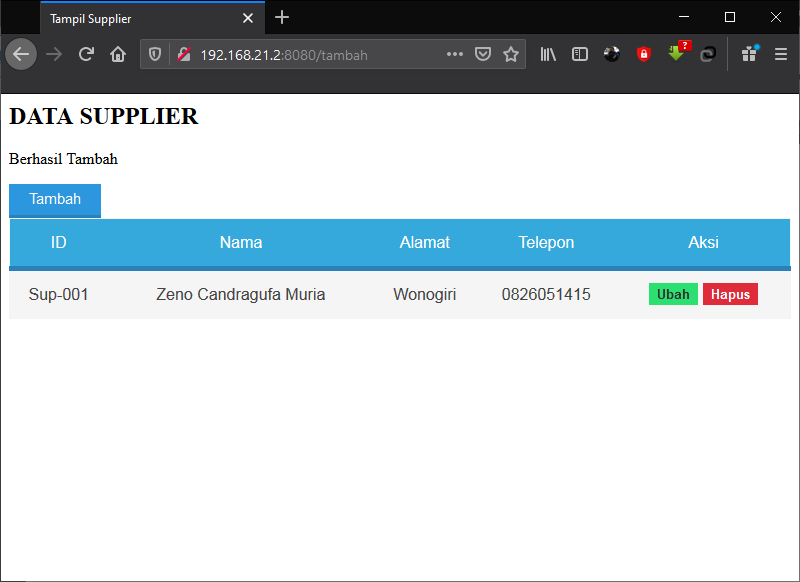 Tampil Supplier
192.168.21.2:8080/tambah
?
DATA SUPPLIER
Berhasil Tambah
Tambah
ID Nama Alamat Telepon Aksi
Sup-001 Zeno Candragufa Muria Wonogiri 0826051415 Ubah Hapus